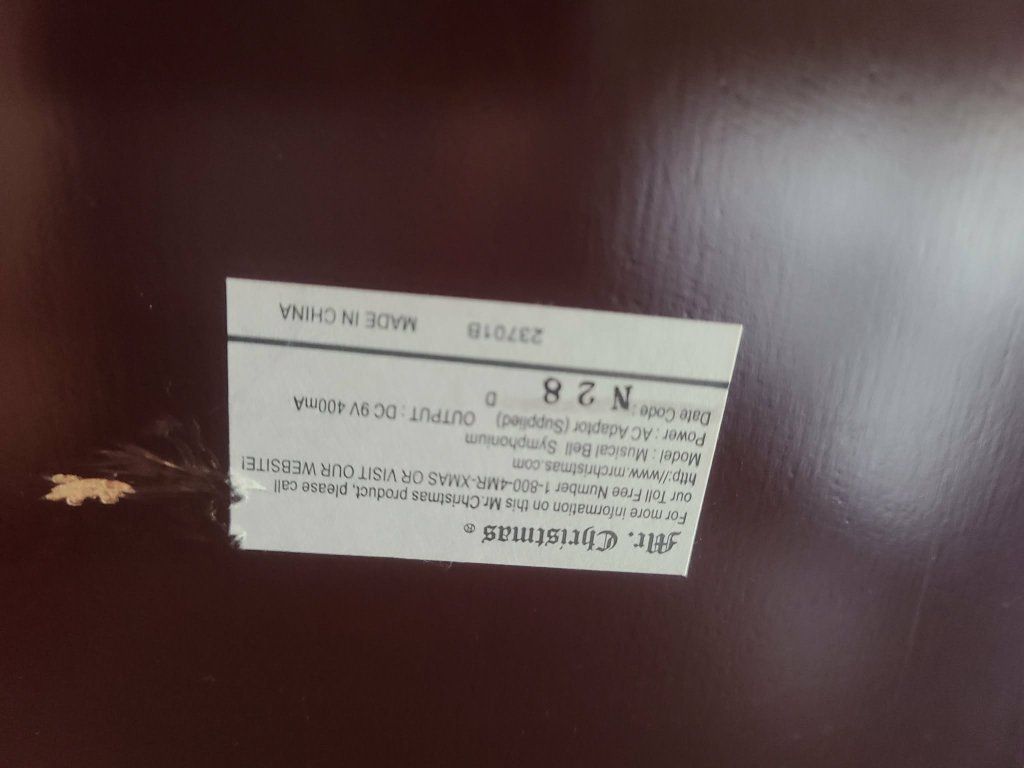 Mr. Christmas ®
For more information on this Mr.Christmas product, please call
our Toll Free Number 1-800-4MR-XMAS OR VISIT OUR WEBSITE!
http://www.mrchristmas.com
Model : Musical Bell Symphonium
Power : AC Adaptor (Supplied) OUTPUT : DC 9V 400mA
Date Code : N 2 8 D
23701B MADE IN CHINA